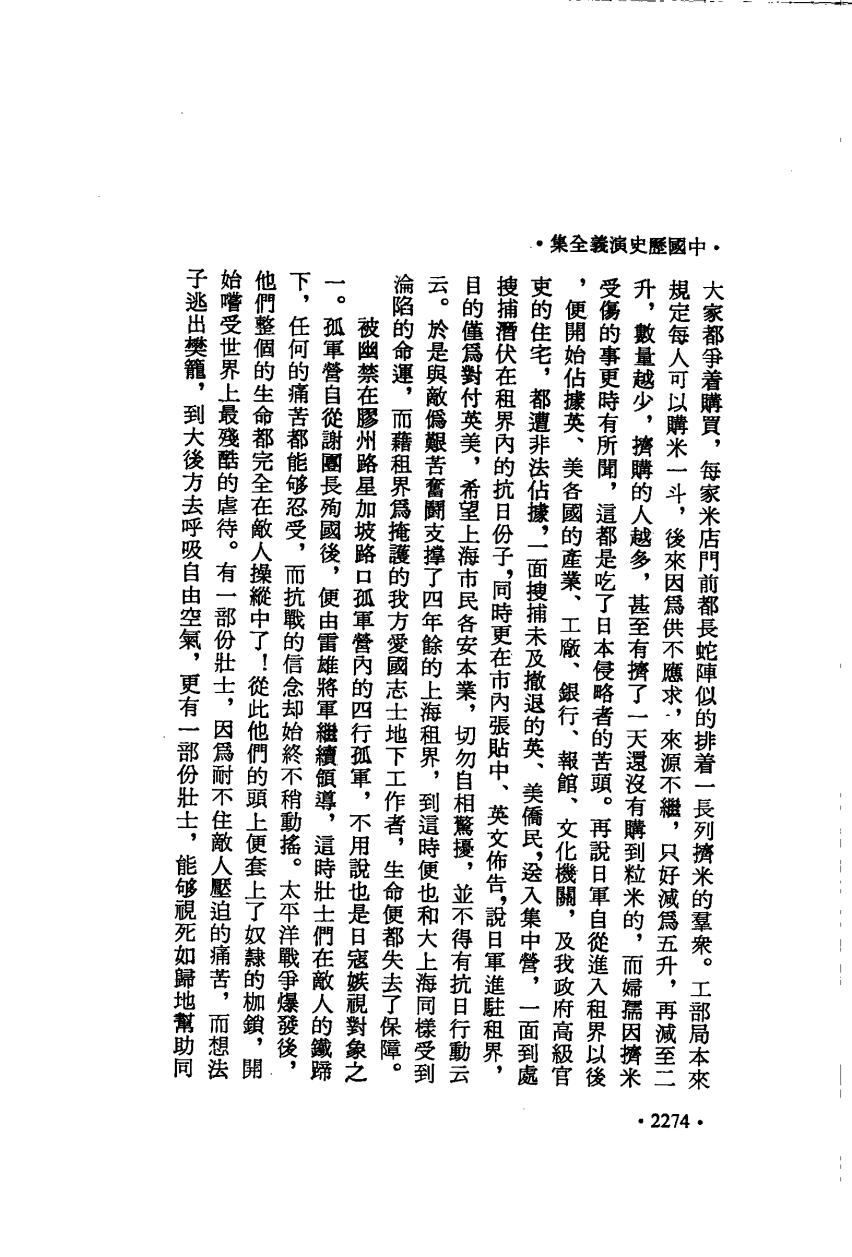 •中國歷史演義全集•
大家都爭着購買，每家米店門前都長蛇陣似的排着一長列擠米的羣衆。工部局本來
規定每人可以購米一斗，後來因爲供不應求，來源不繼，只好減爲五升，再減至二
升，數量越少，擠購的人越多，甚至有擠了一天還沒有購到粒米的，而婦孺因擠米
受傷的事更時有所聞，這都是吃了日本侵略者的苦頭。再說日軍自從進入租界以後
，便開始佔據英、美各國的產業、工廠、銀行、報館、文化機關，及我政府高級官
吏的住宅，都遭非法佔據，一面搜捕未及撤退的英、美僑民，送入集中營，一面到處
搜捕潛伏在租界內的抗日份子，同時更在市內張貼中、英文佈告，說日軍進駐租界，
目的僅爲對付英美，希望上海市民各安本業，切勿自相驚擾，並不得有抗日行動云
云。於是與敵僞艱苦奮鬪支撐了四年餘的上海租界，到這時便也和大上海同樣受到
淪陷的命運，而藉租界爲掩護的我方愛國志士地下工作者，生命便都失去了保障。
被幽禁在膠州路星加坡路口孤軍營內的四行孤軍，不用說也是日寇嫉視對象之
一。孤軍營自從謝團長殉國後，便由雷雄將軍繼續領導，這時壯士們在敵人的鐵蹄
下，任何的痛苦都能够忍受，而抗戰的信念却始終不稍動搖。太平洋戰爭爆發後，
他們整個的生命都完全在敵人操縱中了！從此他們的頭上便套上了奴隸的枷鎖，開
始嚐受世界上最殘酷的虐待。有一部份壯士，因爲耐不住敵人壓迫的痛苦，而想法
子逃出樊籠，到大後方去呼吸自由空氣，更有一部份壯士，能够視死如歸地幫助同
•2274•